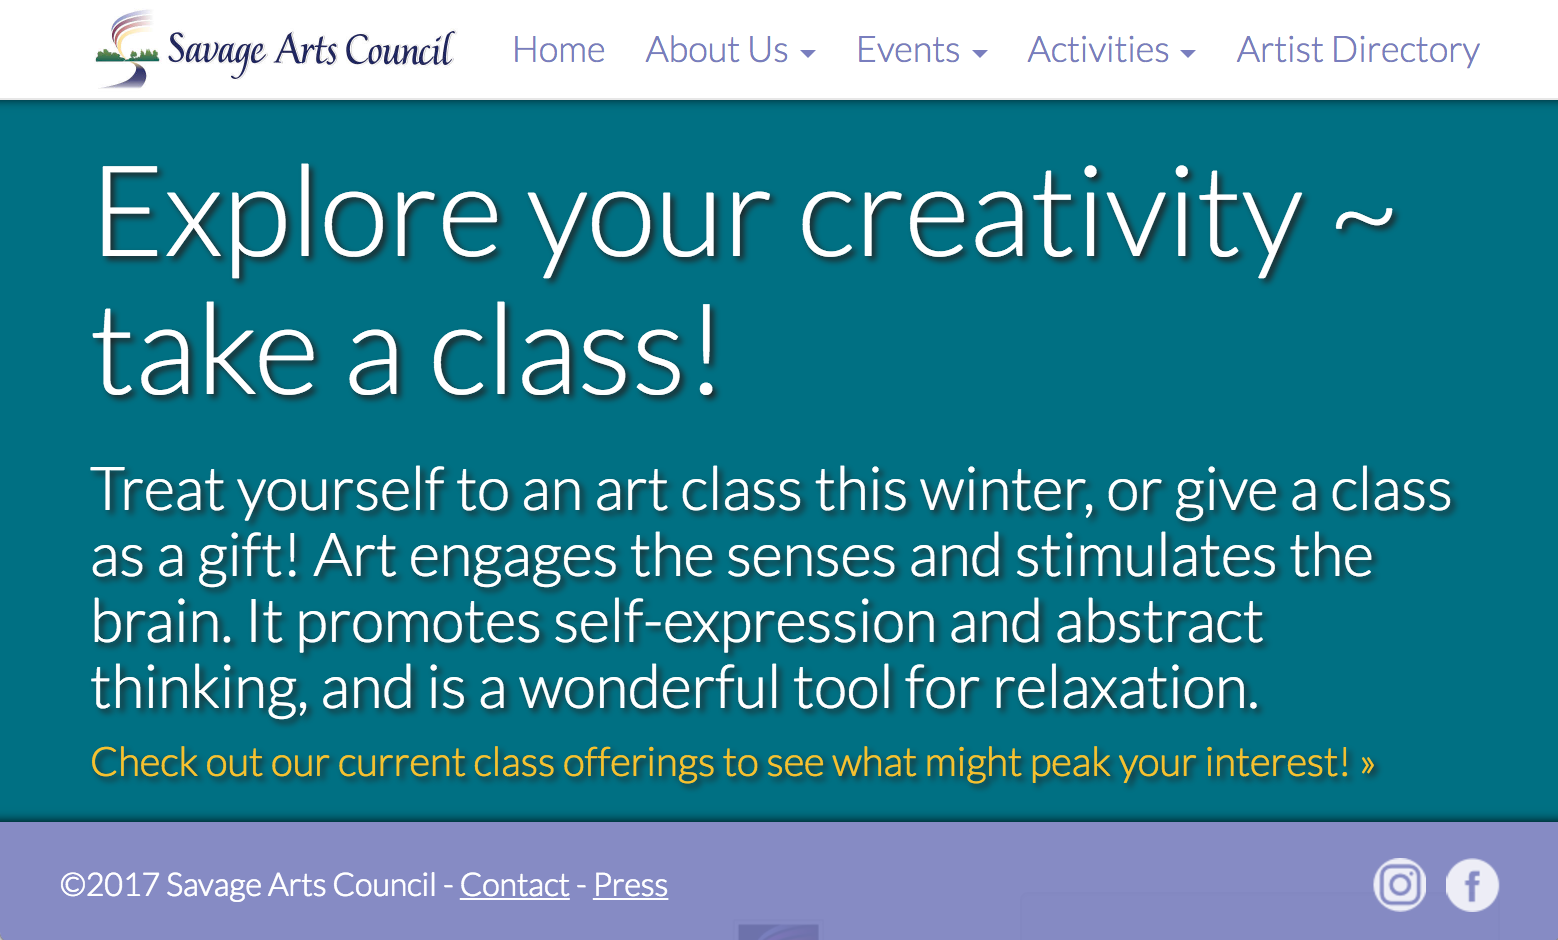 Savage Arts Council
Home About Us Events Activities Artist Directory
Explore your creativity ~
take a class!
Treat yourself to an art class this winter, or give a class
as a gift! Art engages the senses and stimulates the
brain. It promotes self-expression and abstract
thinking, and is a wonderful tool for relaxation.
Check out our current class offerings to see what might peak your interest! »
©2017 Savage Arts Council - Contact - Press